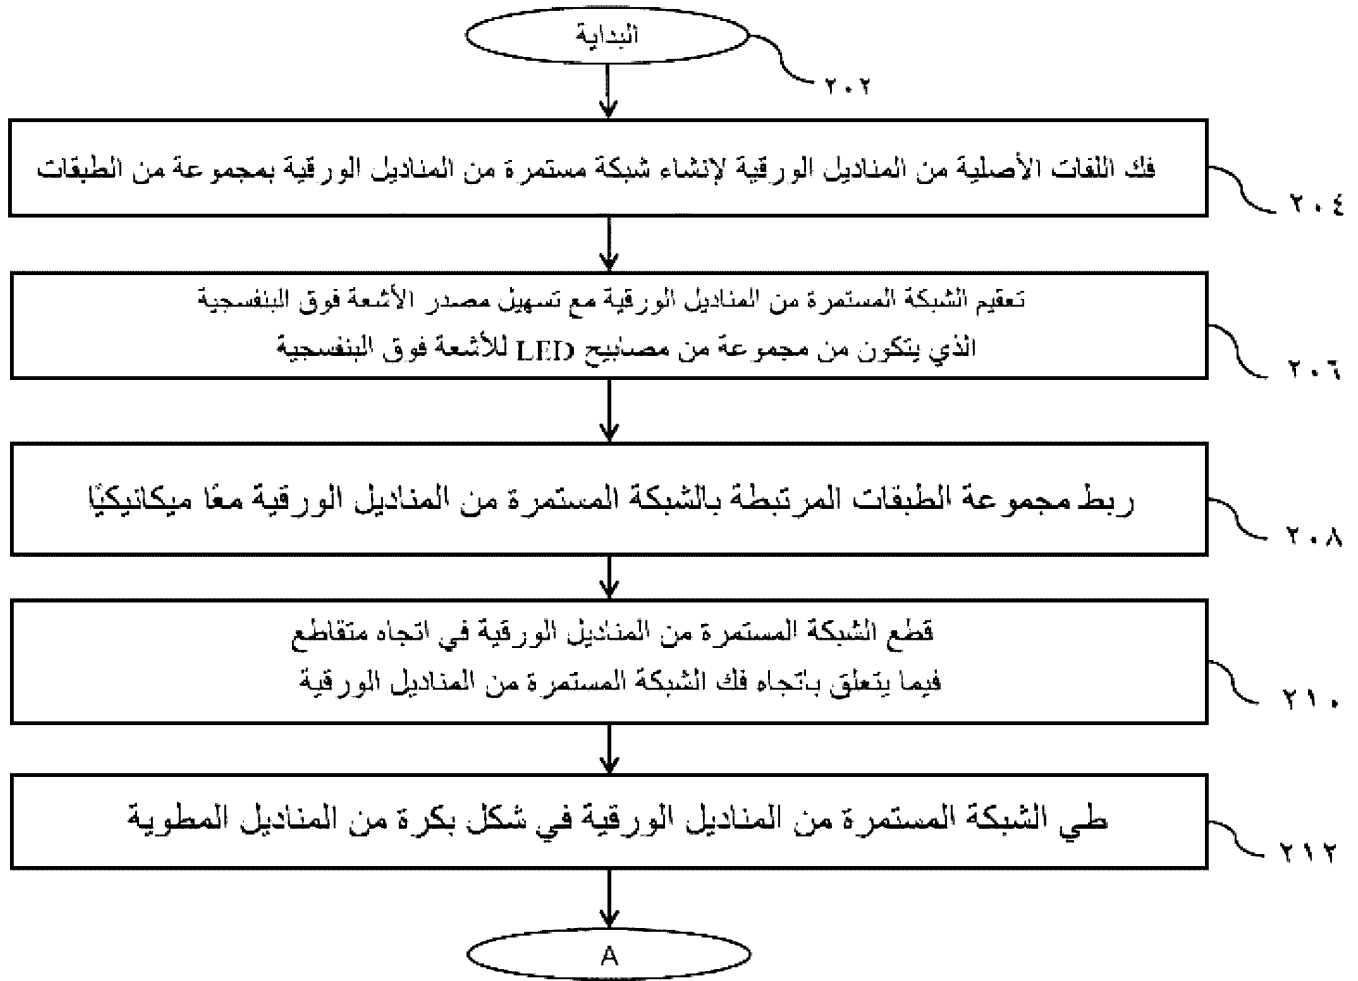 البداية
٢٠٢
فك اللفات الأصلية من المناديل الورقية لإنشاء شبكة مستمرة من المناديل الورقية بمجموعة من الطبقات
٢٠٤
تعقيم الشبكة المستمرة من المناديل الورقية مع تسهيل مصدر الأشعة فوق البنفسجية
الذي يتكون من مجموعة من مصابيح LED للأشعة فوق البنفسجية
٢٠٦
ربط مجموعة الطبقات المرتبطة بالشبكة المستمرة من المناديل الورقية معًا ميكانيكيًا
٢٠٨
قطع الشبكة المستمرة من المناديل الورقية في اتجاه متقاطع
فيما يتعلق باتجاه فك الشبكة المستمرة من المناديل الورقية
٢١٠
طي الشبكة المستمرة من المناديل الورقية في شكل بكرة من المناديل المطوية
٢١٢
A